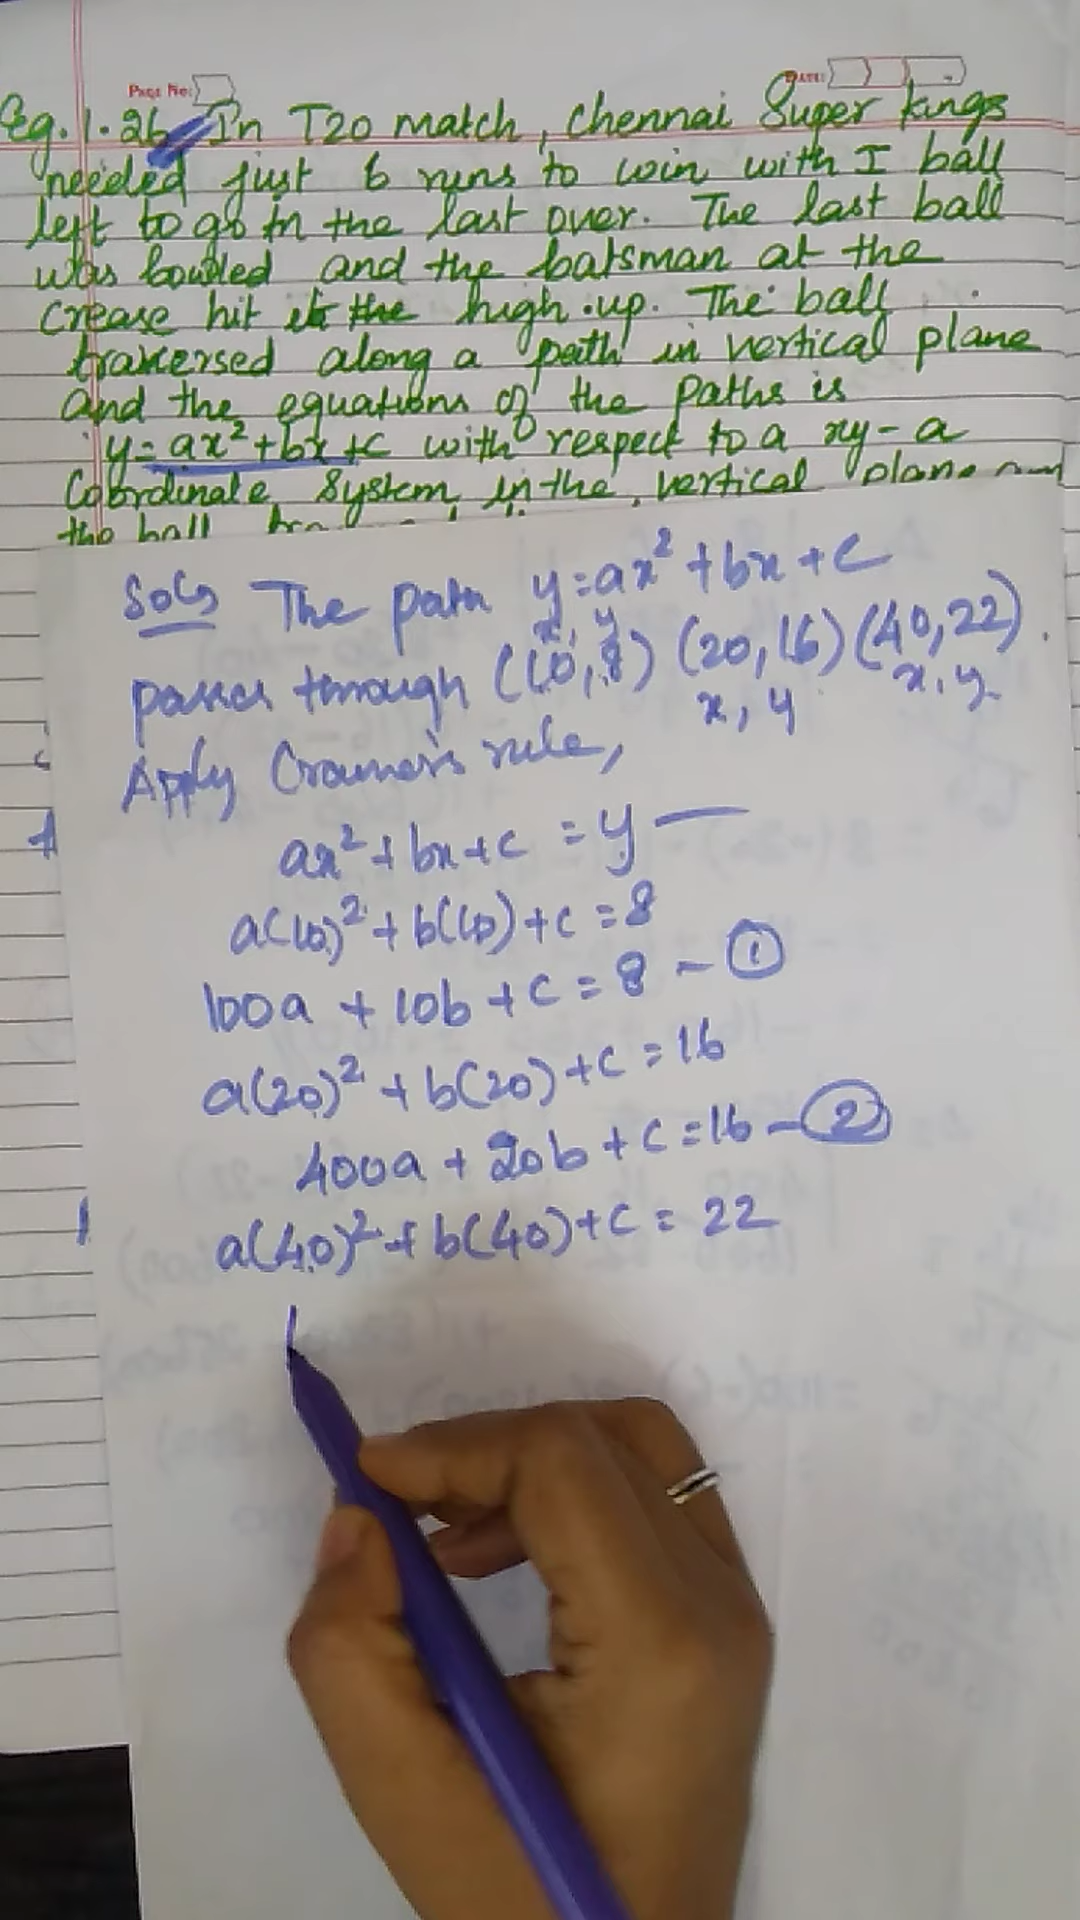 Page No:
DATE:
Eg. 1.26 In T20 match, Chennai Super Kings
needed just 6 runs to win with 1 ball
left to go in the last over. The last ball
was bowled and the batsman at the
crease hit it the high up. The ball
traversed along a path in vertical plane
and the equations of the paths is
y=ax²+bx+c with respect to a xy-a
Coordinate system in the vertical plane and
the ball
Soln The path y=ax²+bx+c
x, y
passes through (10,8) (20,16) (40,22).
x, y x, y
Apply Cramer's rule,
ax²+bx+c = y
a(10)²+b(10)+c=8
100a + 10b + c = 8 - ①
a(20)² + b(20)+c=16
400a + 20b + c=16 - ②
a(40)²+b(40)+c = 22